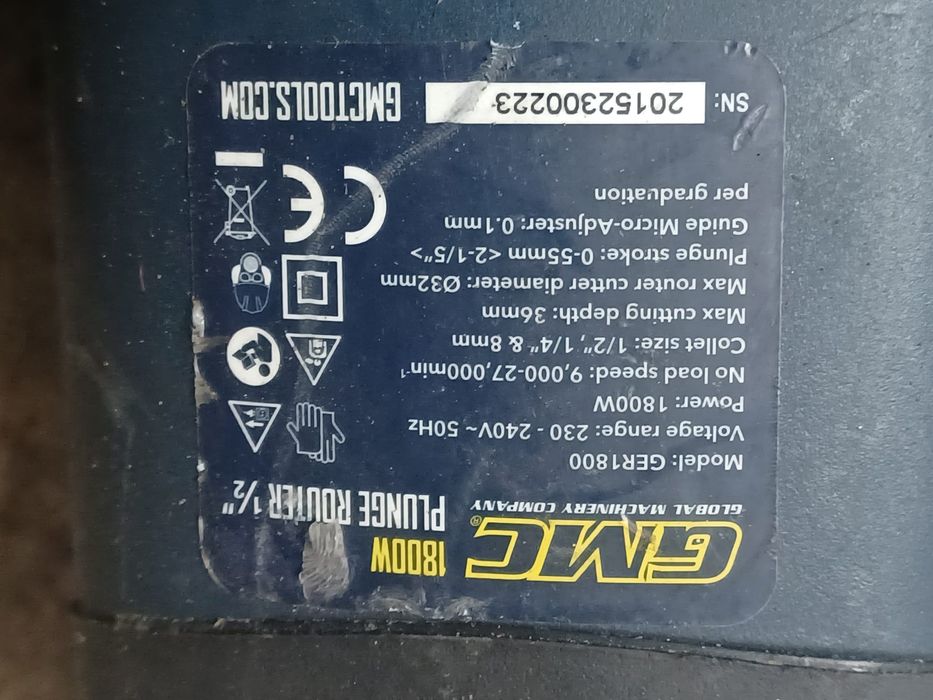 GMC®
GLOBAL MACHINERY COMPANY
1800W
PLUNGE ROUTER 1/2"
Model: GER1800
Voltage range: 230 - 240V~ 50Hz
Power: 1800W
No load speed: 9,000-27,000min⁻¹
Collet size: 1/2", 1/4" & 8mm
Max cutting depth: 36mm
Max router cutter diameter: Ø32mm
Plunge stroke: 0-55mm <2-1/5">
Guide Micro-Adjuster: 0.1mm
per graduation
CE
SN: 20152300223
GMCTOOLS.COM